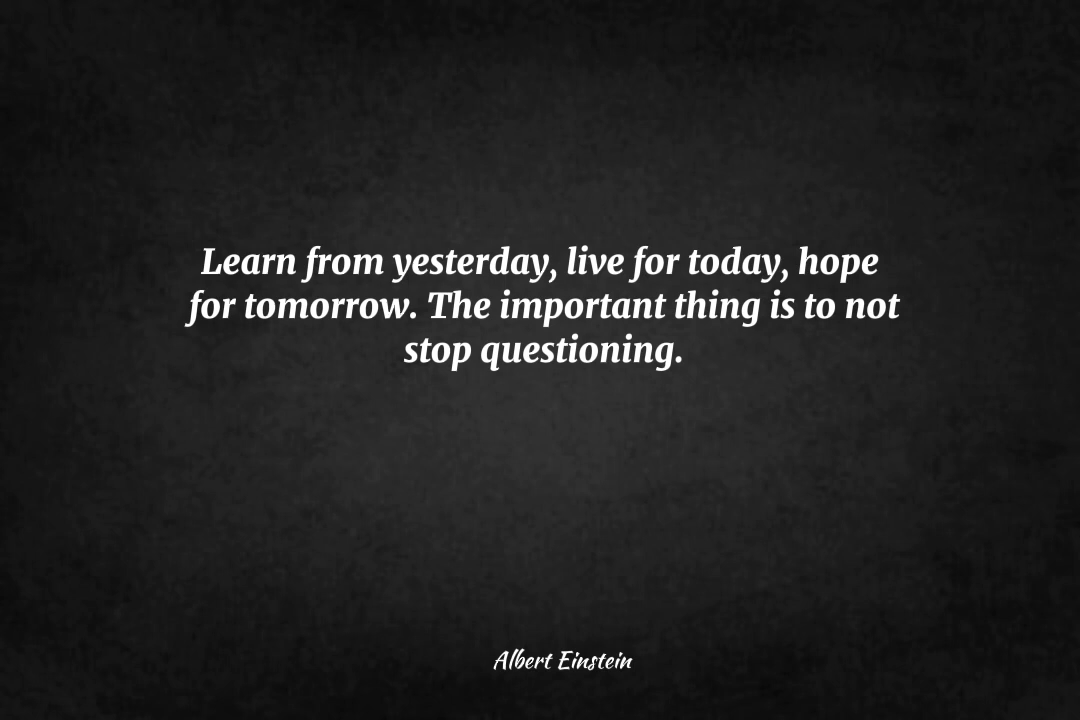 Learn from yesterday, live for today, hope
for tomorrow. The important thing is to not
stop questioning.
Albert Einstein